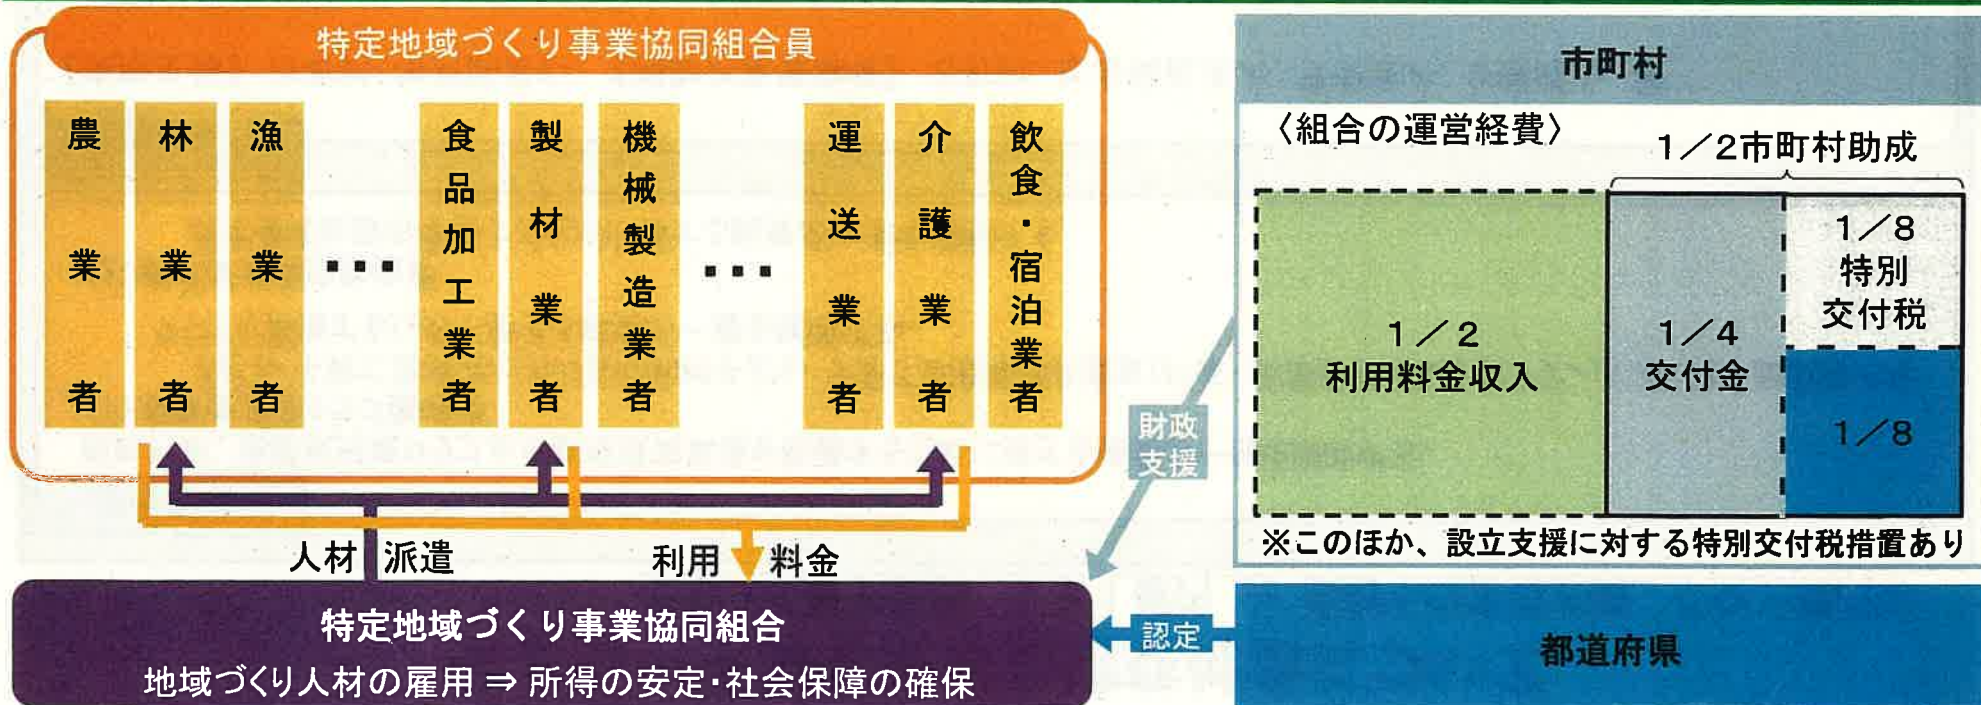 特定地域づくり事業協同組合員
農業者
林業者
漁業者
・・・
食品加工業者
製材業者
機械製造業者
・・・
運送業者
介護業者
飲食・宿泊業者
人材派遣
利用料金
特定地域づくり事業協同組合
地域づくり人材の雇用 ⇒ 所得の安定・社会保障の確保
財政
支援
認定
市町村
〈組合の運営経費〉
1／2市町村助成
1／2
利用料金収入
1／4
交付金
1／8
特別
交付税
1／8
※このほか、設立支援に対する特別交付税措置あり
都道府県